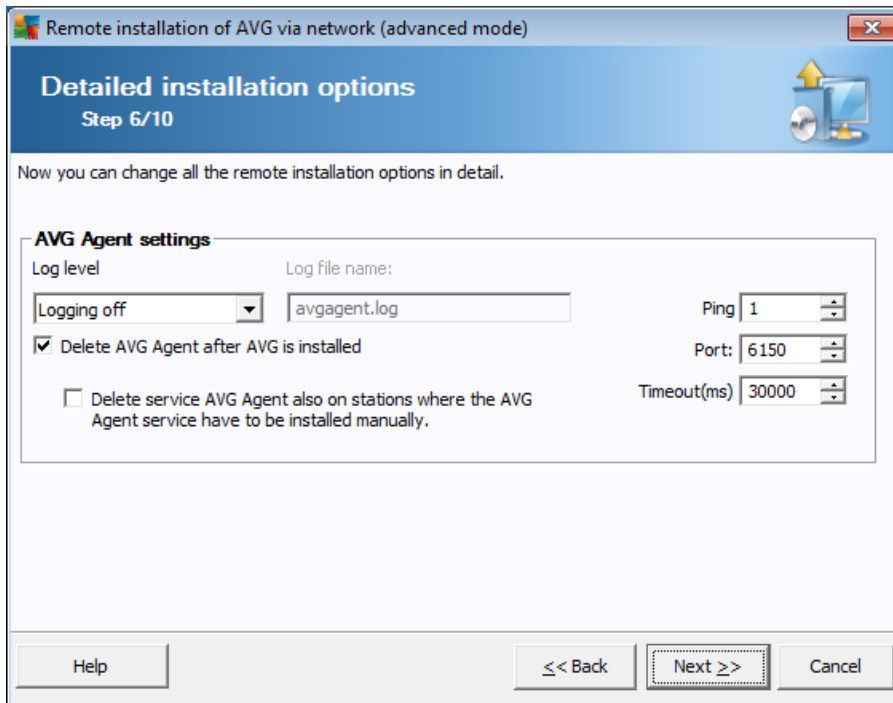 Remote installation of AVG via network (advanced mode)
Detailed installation options
Step 6/10
Now you can change all the remote installation options in detail.
AVG Agent settings
Log level
Log file name:
Logging off
avgagent.log
Ping 1
Delete AVG Agent after AVG is installed
Port: 6150
Delete service AVG Agent also on stations where the AVG
Agent service have to be installed manually.
Timeout(ms) 30000
Help
<< Back
Next >>
Cancel